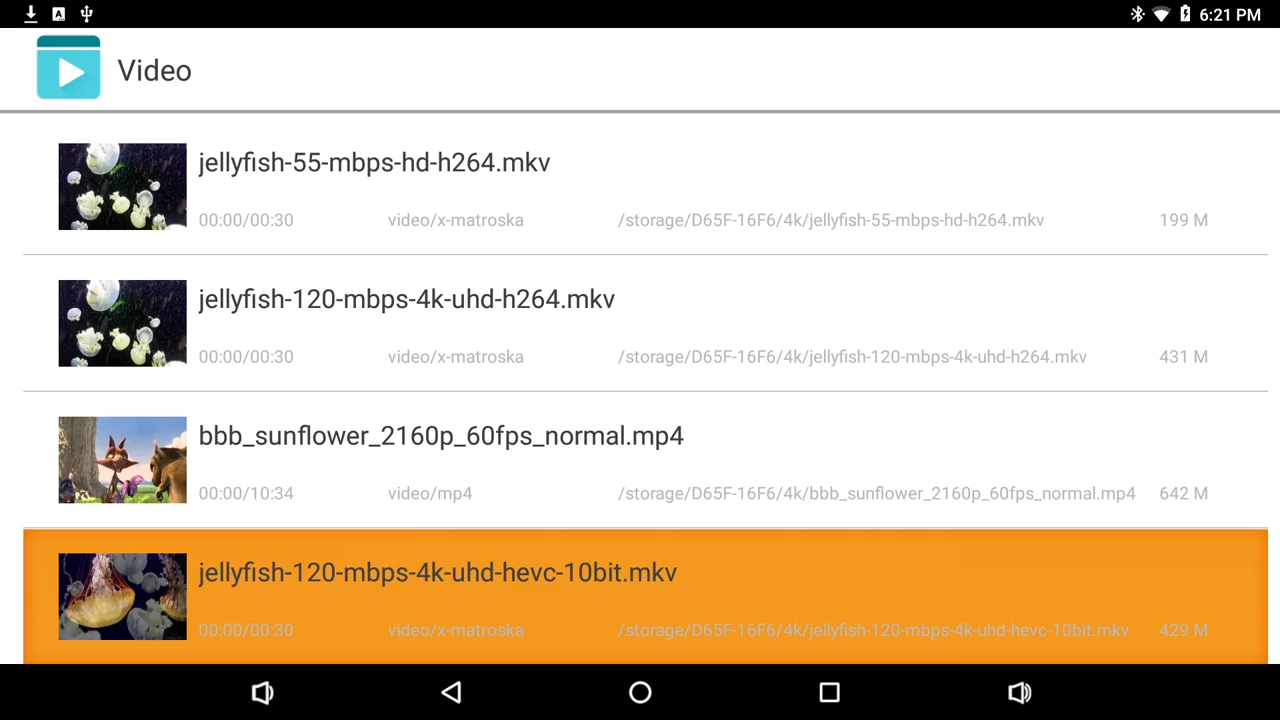 6:21 PM
Video
jellyfish-55-mbps-hd-h264.mkv
00:00/00:30 video/x-matroska /storage/D65F-16F6/4k/jellyfish-55-mbps-hd-h264.mkv 199 M
jellyfish-120-mbps-4k-uhd-h264.mkv
00:00/00:30 video/x-matroska /storage/D65F-16F6/4k/jellyfish-120-mbps-4k-uhd-h264.mkv 431 M
bbb_sunflower_2160p_60fps_normal.mp4
00:00/10:34 video/mp4 /storage/D65F-16F6/4k/bbb_sunflower_2160p_60fps_normal.mp4 642 M
jellyfish-120-mbps-4k-uhd-hevc-10bit.mkv
00:00/00:30 video/x-matroska /storage/D65F-16F6/4k/jellyfish-120-mbps-4k-uhd-hevc-10bit.mkv 429 M